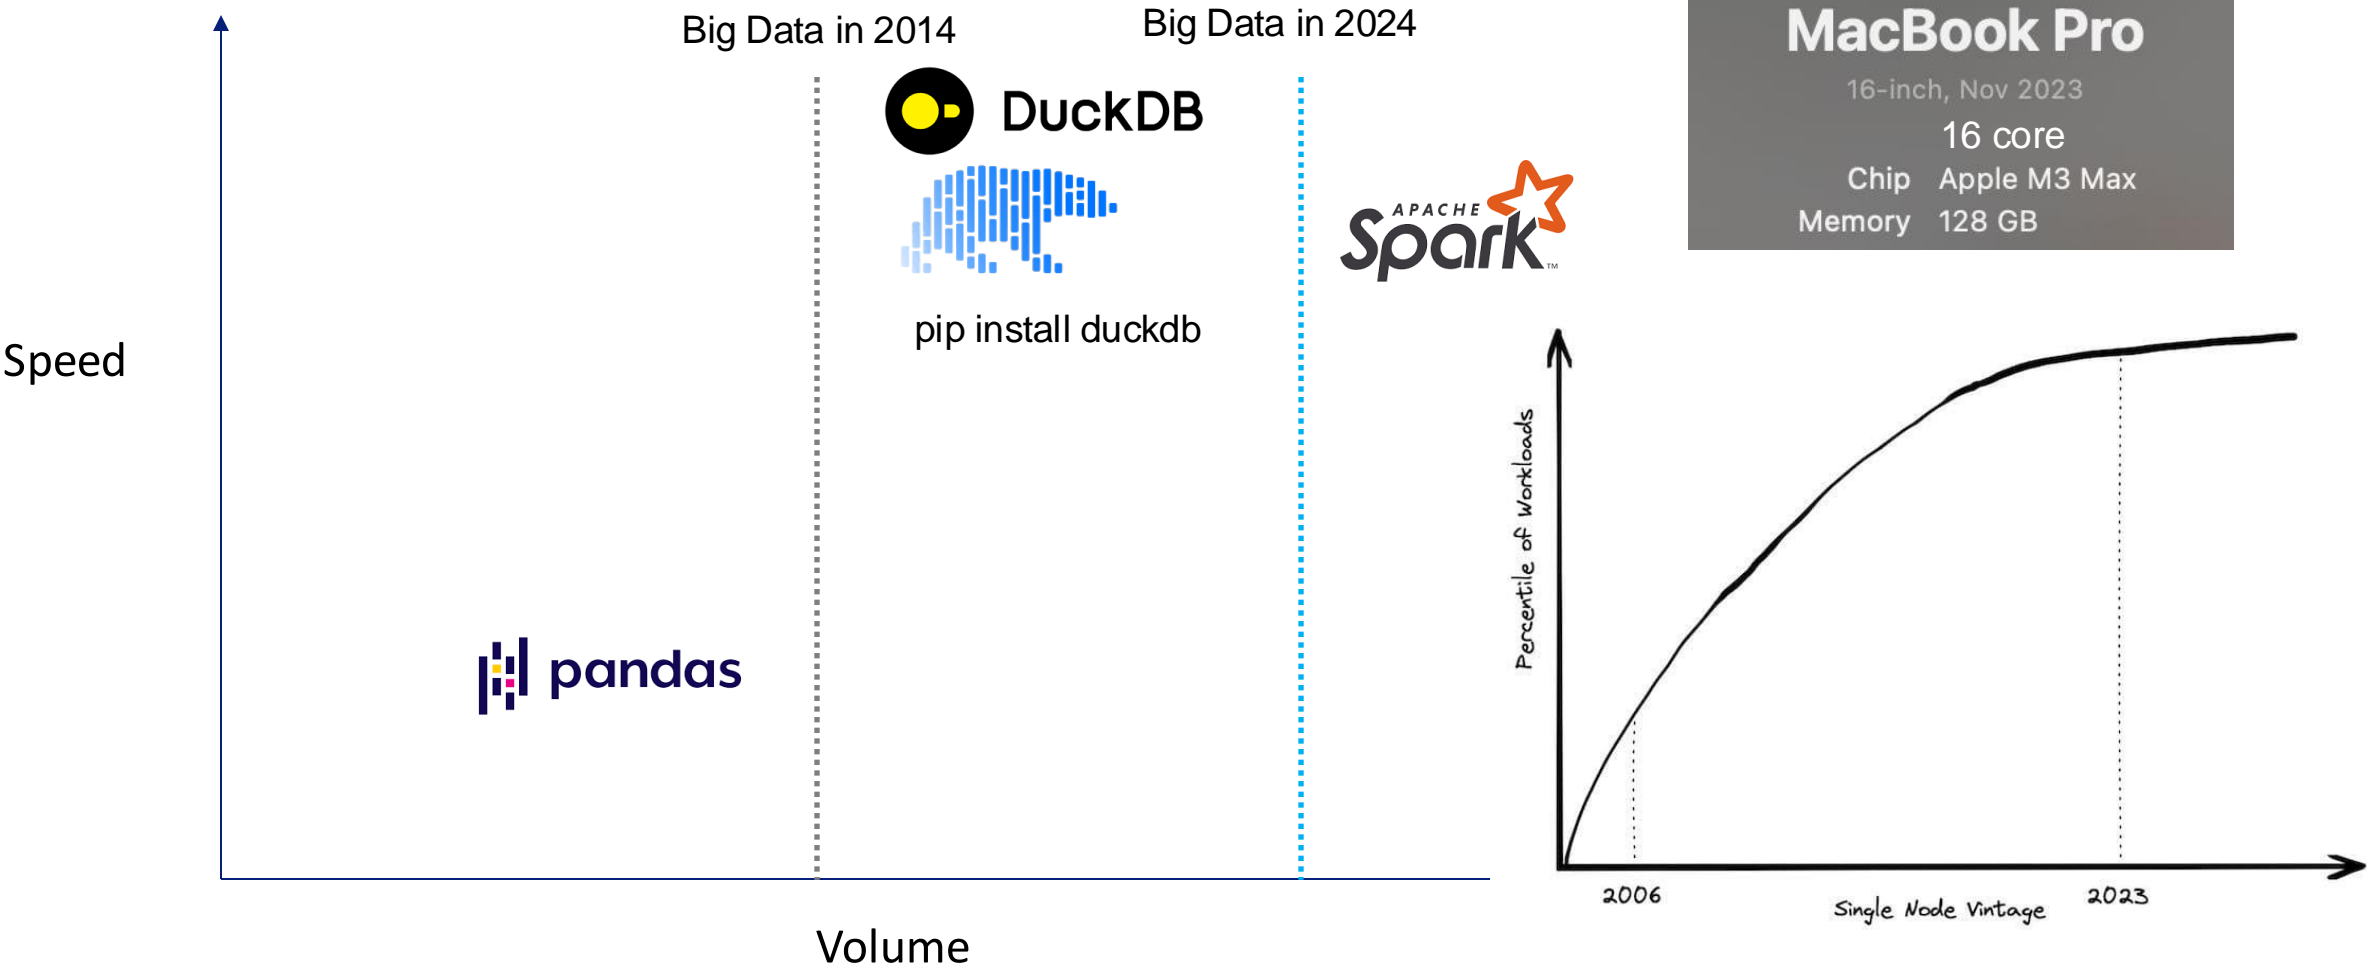 Big Data in 2014
Big Data in 2024
DuckDB
pip install duckdb
APACHE
Spark™
pandas
Speed
Volume
MacBook Pro
16-inch, Nov 2023
16 core
Chip Apple M3 Max
Memory 128 GB
Percentile of Workloads
2006
2023
Single Node Vintage